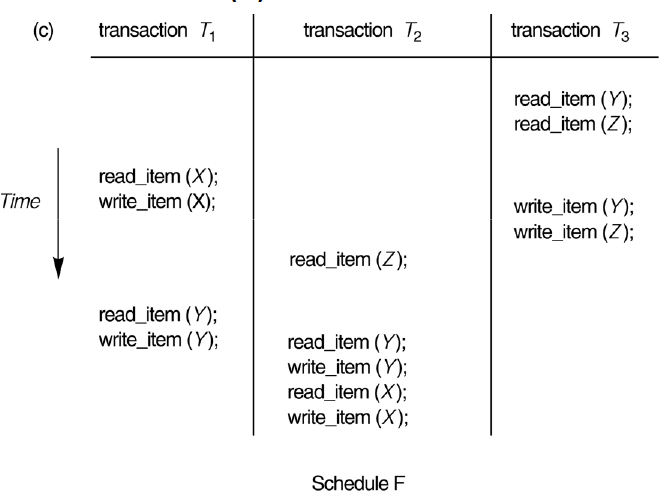 (c) transaction T1 transaction T2 transaction T3
read_item (Y);
read_item (Z);
read_item (X);
Time write_item (X); write_item (Y);
write_item (Z);
read_item (Z);
read_item (Y);
write_item (Y);
read_item (Y);
write_item (Y);
read_item (X);
write_item (X);
Schedule F